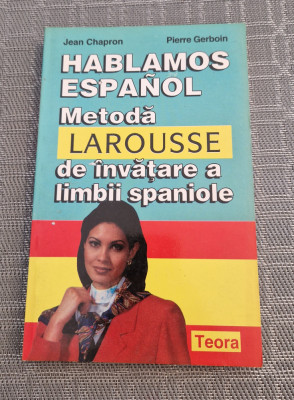 Jean Chapron Pierre Gerboin
HABLAMOS
ESPAÑOL
Metodă
LAROUSSE
de învățare a
limbii spaniole
Teora